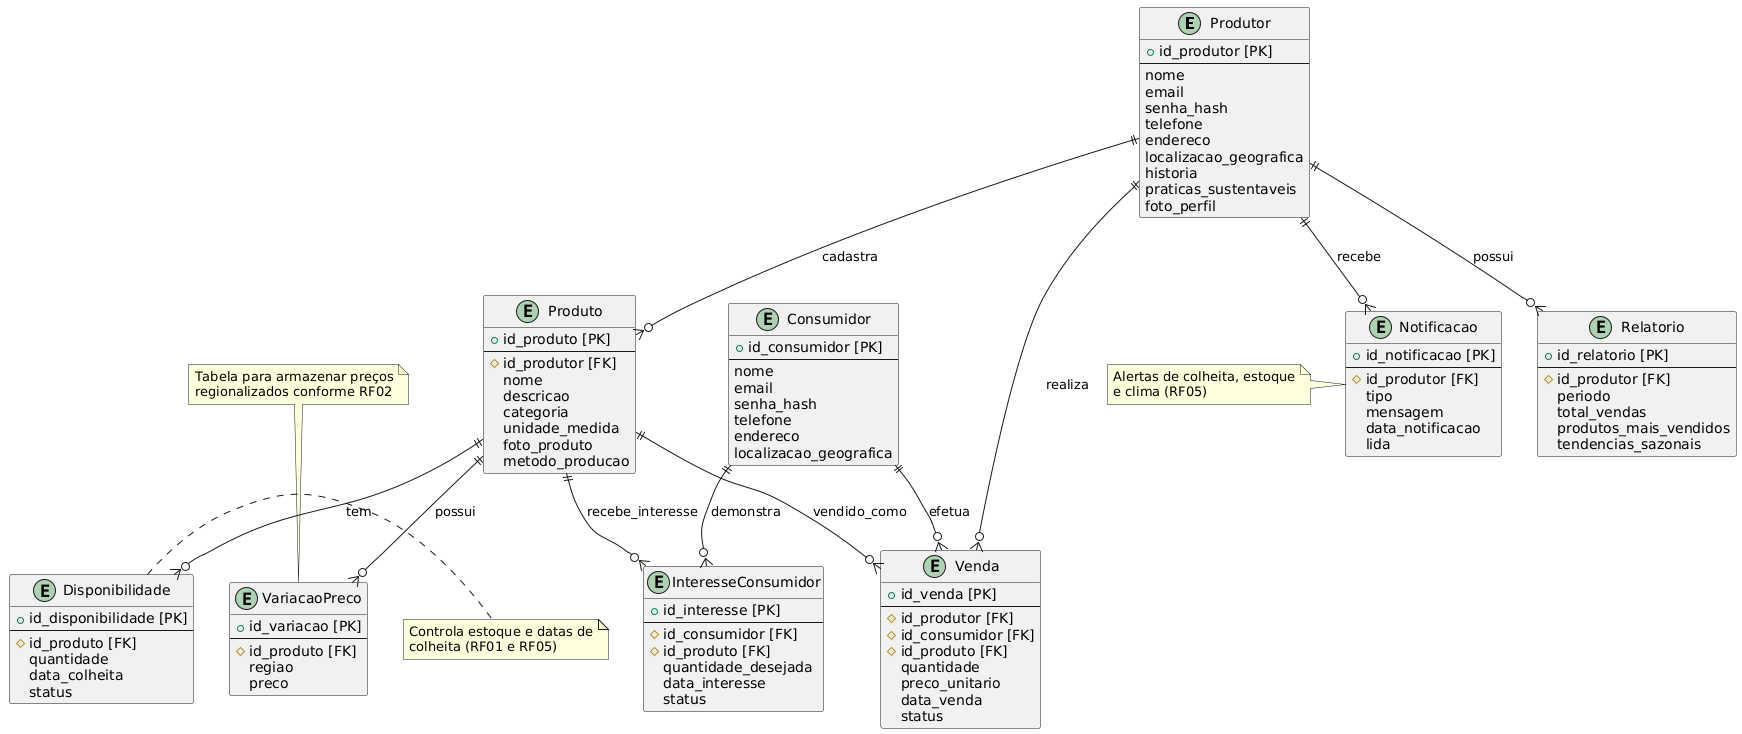 E Produtor
id_produtor [PK]
nome
email
senha_hash
telefone
endereco
localizacao_geografica
historia
praticas_sustentaveis
foto_perfil
cadastra
recebe
possui
E Produto
id_produto [PK]
id_produtor [FK]
nome
descricao
categoria
unidade_medida
foto_produto
metodo_producao
E Consumidor
id_consumidor [PK]
nome
email
senha_hash
telefone
endereco
localizacao_geografica
realiza
Alertas de colheita, estoque
e clima (RF05)
E Notificacao
id_notificacao [PK]
id_produtor [FK]
tipo
mensagem
data_notificacao
lida
E Relatorio
id_relatorio [PK]
id_produtor [FK]
periodo
total_vendas
produtos_mais_vendidos
tendencias_sazonais
Tabela para armazenar preços
regionalizados conforme RF02
tem
possui
recebe_interesse
demonstra
vendido_como
efetua
E Disponibilidade
id_disponibilidade [PK]
id_produto [FK]
quantidade
data_colheita
status
E VariacaoPreco
id_variacao [PK]
id_produto [FK]
regiao
preco
Controla estoque e datas de
colheita (RF01 e RF05)
E InteresseConsumidor
id_interesse [PK]
id_consumidor [FK]
id_produto [FK]
quantidade_desejada
data_interesse
status
E Venda
id_venda [PK]
id_produtor [FK]
id_consumidor [FK]
id_produto [FK]
quantidade
preco_unitario
data_venda
status